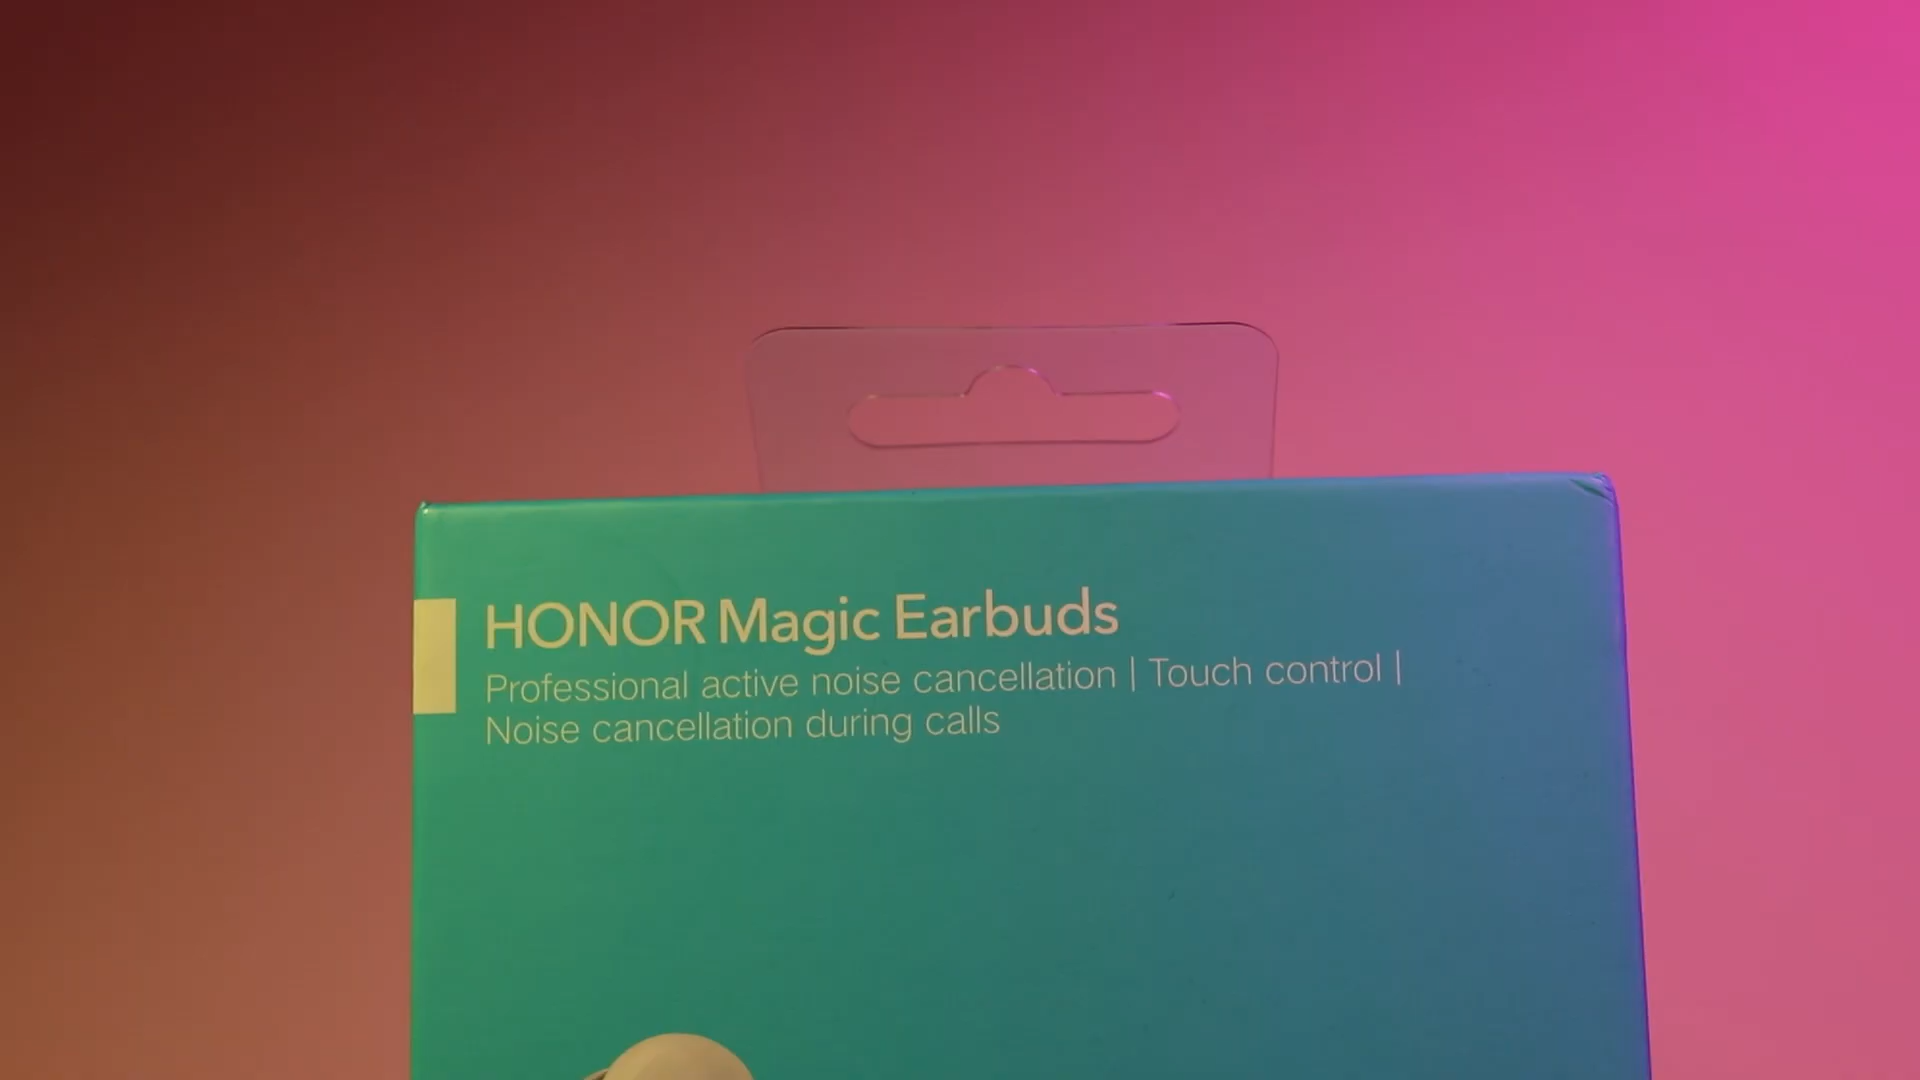 HONOR Magic Earbuds
Professional active noise cancellation | Touch control |
Noise cancellation during calls